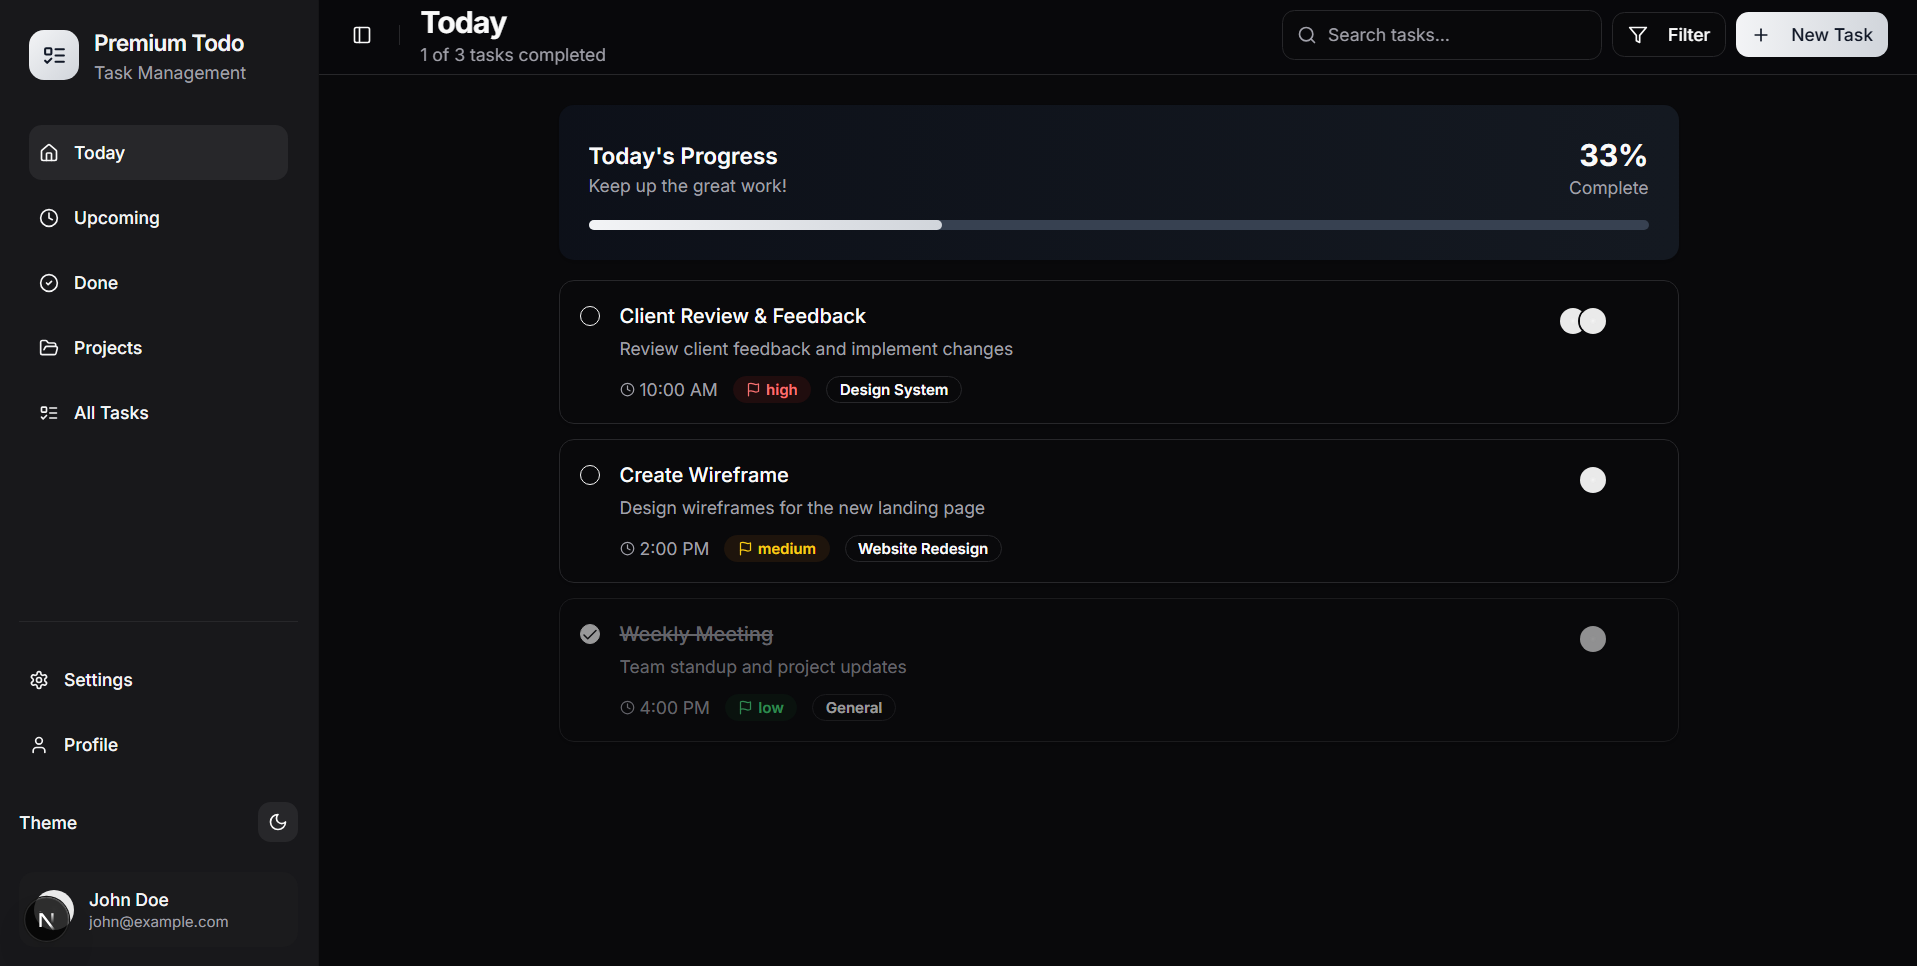 Premium Todo
Task Management
Today
Upcoming
Done
Projects
All Tasks
Settings
Profile
Theme
N
John Doe
john@example.com
Today
1 of 3 tasks completed
Search tasks...
Filter
New Task
Today's Progress
Keep up the great work!
33%
Complete
Client Review & Feedback
Review client feedback and implement changes
10:00 AM
high
Design System
Create Wireframe
Design wireframes for the new landing page
2:00 PM
medium
Website Redesign
Weekly Meeting
Team standup and project updates
4:00 PM
low
General